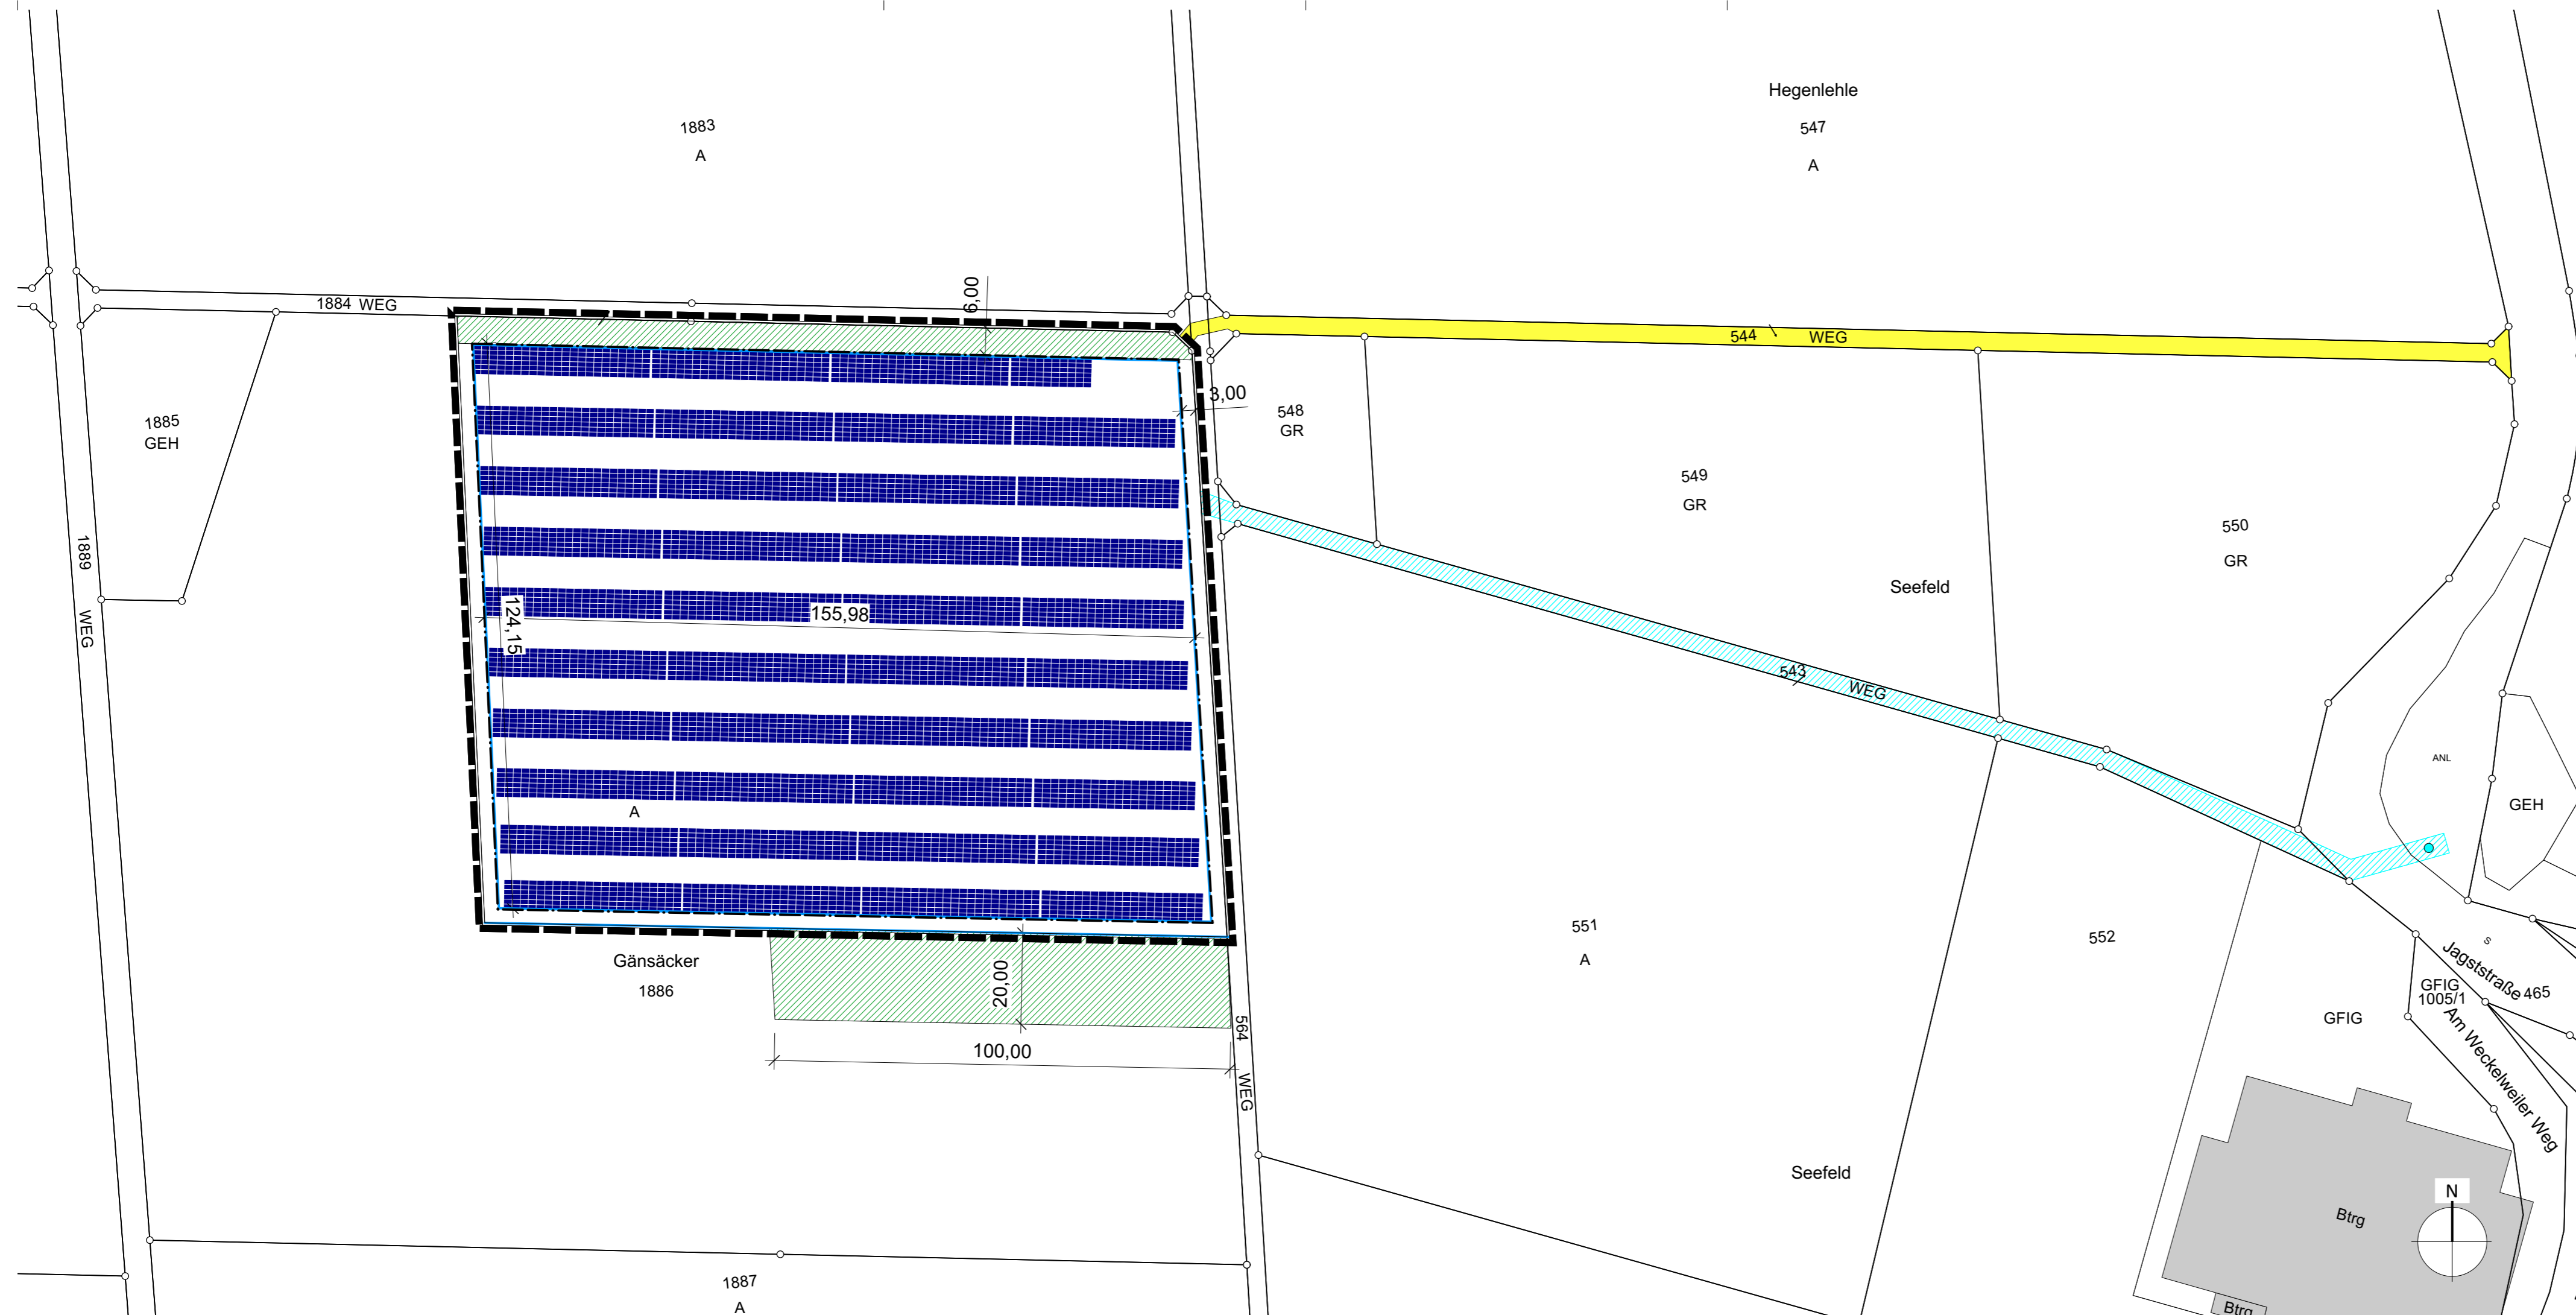 Hegenlehle
1883
A
547
A
6,00
1884 WEG
544 WEG
3,00
548
GR
1885
GEH
549
GR
550
GR
1889
WEG
124,15
155,98
Seefeld
543
WEG
ANL
GEH
A
551
A
552
Gänsäcker
1886
20,00
S
Jagststraße
465
GFIG
1005/1
GFIG
564
WEG
100,00
Am Weckelweiler Weg
Seefeld
N
Btrg
1887
A
Btrg